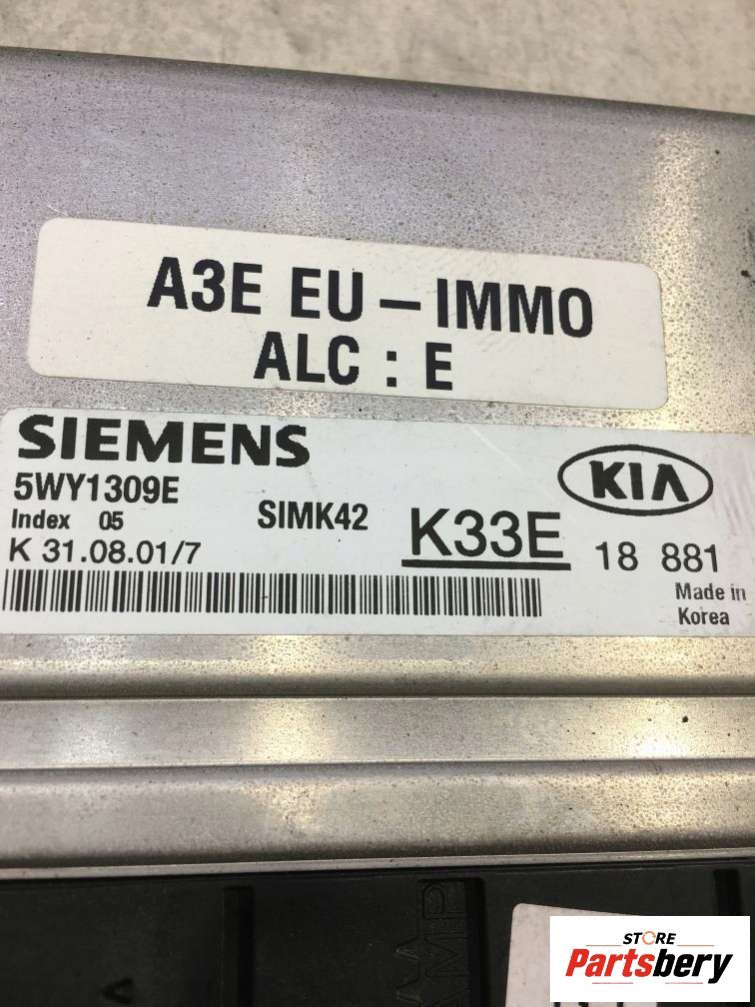 A3E EU – IMMO
ALC : E
SIEMENS
5WY1309E
Index 05
SIMK42
K33E
KIA
K 31.08.01/7
18 881
Made in
Korea
AMP
STORE
Partsbery